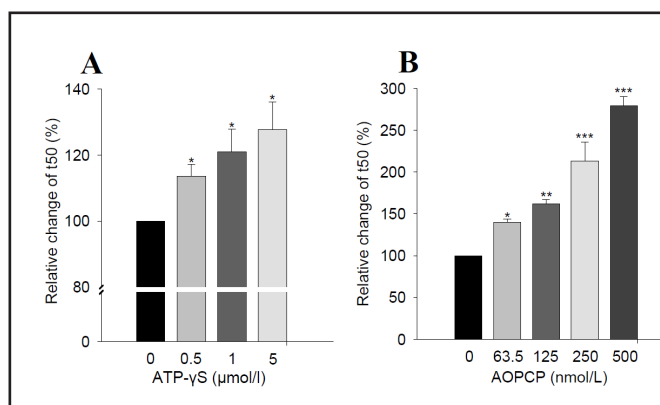 A
Relative change of t50 (%)
140
120
100
80
0
*
*
*
0 0.5 1 5
ATP-γS (μmol/l)
B
Relative change of t50 (%)
300
250
200
150
100
50
0
*
**
***
***
0 63.5 125 250 500
AOPCP (nmol/L)